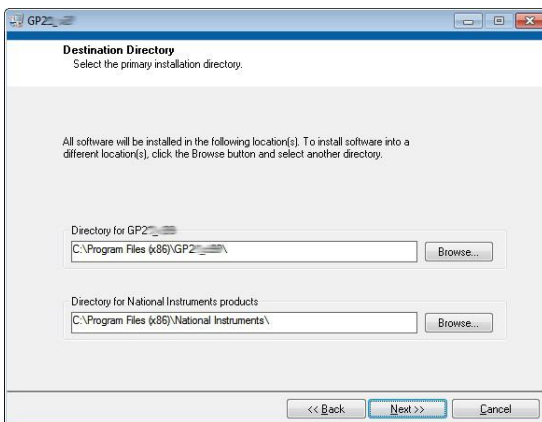 Destination Directory
Select the primary installation directory.
All software will be installed in the following location(s). To install software into a
different location(s), click the Browse button and select another directory.
Directory for
C:\Program Files (x86)\
Browse...
Directory for National Instruments products
C:\Program Files (x86)\National Instruments\
Browse...
<< Back
Next >>
Cancel